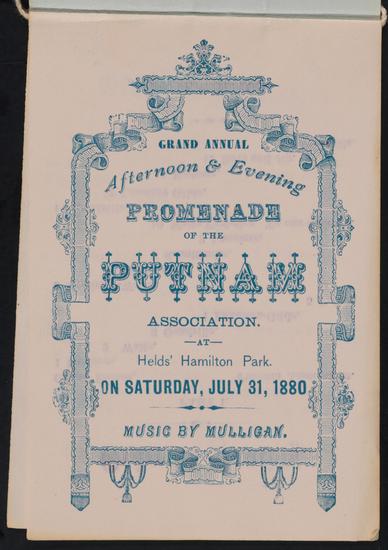 GRAND ANNUAL
Afternoon & Evening
PROMENADE
OF THE
PUTNAM
ASSOCIATION.
—AT—
Helds' Hamilton Park.
ON SATURDAY, JULY 31, 1880
MUSIC BY MULLIGAN.